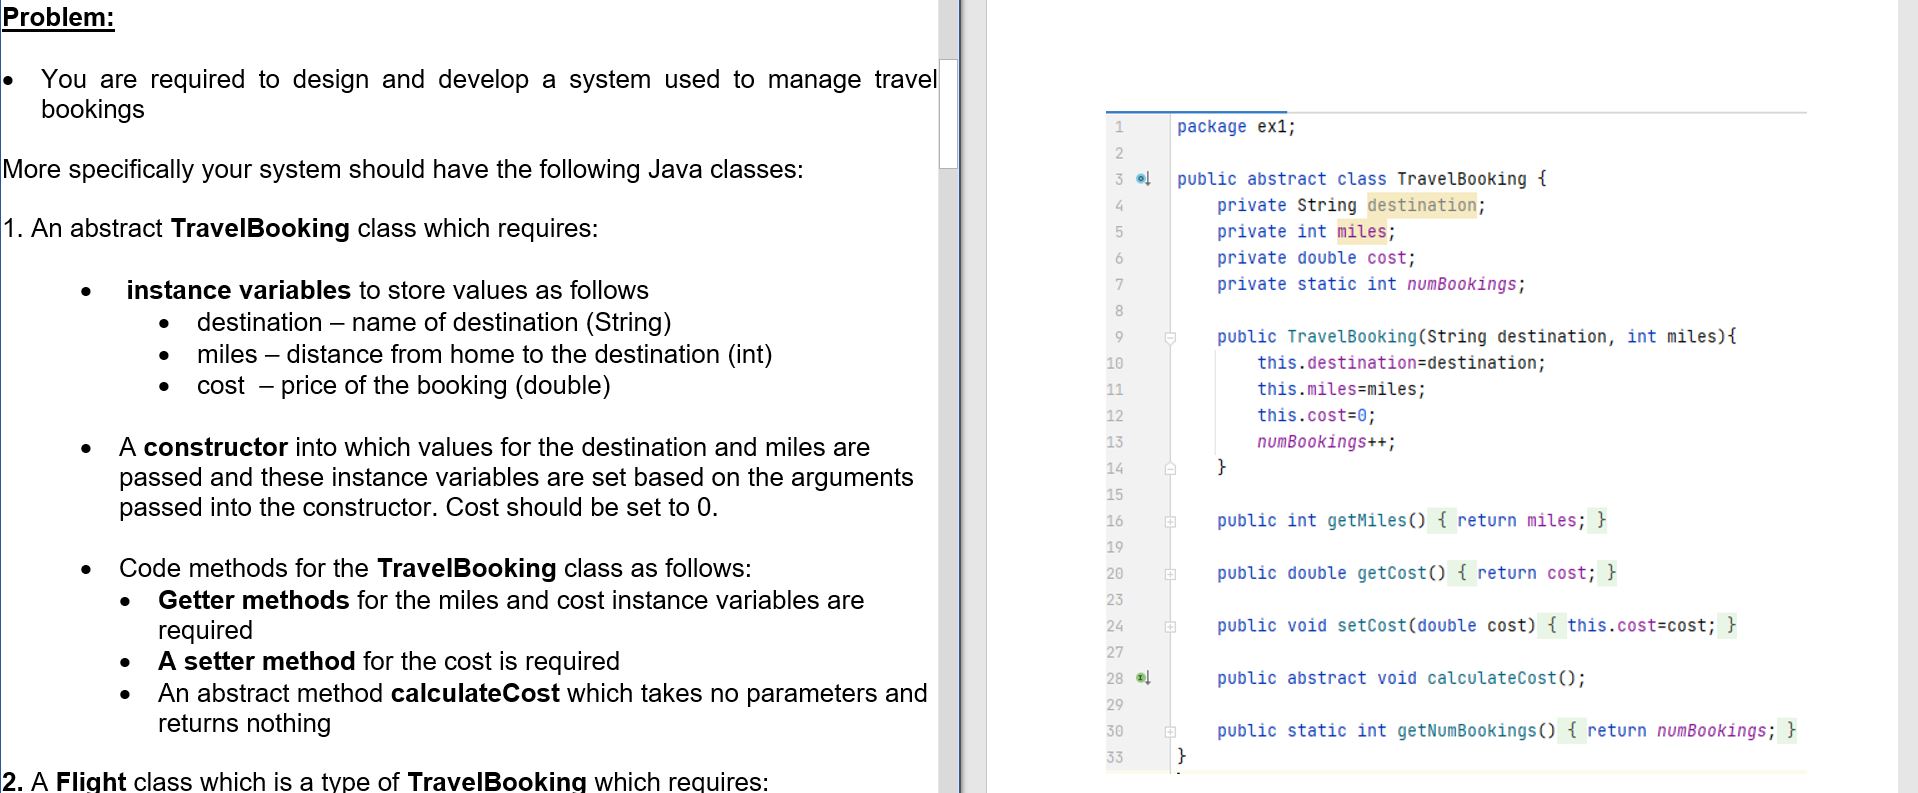 Problem:
• You are required to design and develop a system used to manage travel
bookings
More specifically your system should have the following Java classes:
1. An abstract TravelBooking class which requires:
• instance variables to store values as follows
• destination – name of destination (String)
• miles – distance from home to the destination (int)
• cost – price of the booking (double)
• A constructor into which values for the destination and miles are
passed and these instance variables are set based on the arguments
passed into the constructor. Cost should be set to 0.
• Code methods for the TravelBooking class as follows:
• Getter methods for the miles and cost instance variables are
required
• A setter method for the cost is required
• An abstract method calculateCost which takes no parameters and
returns nothing
2. A Flight class which is a type of TravelBooking which requires:
1 package ex1;
2
3 public abstract class TravelBooking {
4 private String destination;
5 private int miles;
6 private double cost;
7 private static int numBookings;
8
9 public TravelBooking(String destination, int miles){
10 this.destination=destination;
11 this.miles=miles;
12 this.cost=0;
13 numBookings++;
14 }
15
16 public int getMiles() { return miles; }
19
20 public double getCost() { return cost; }
23
24 public void setCost(double cost) { this.cost=cost; }
27
28 public abstract void calculateCost();
29
30 public static int getNumBookings() { return numBookings; }
33 }